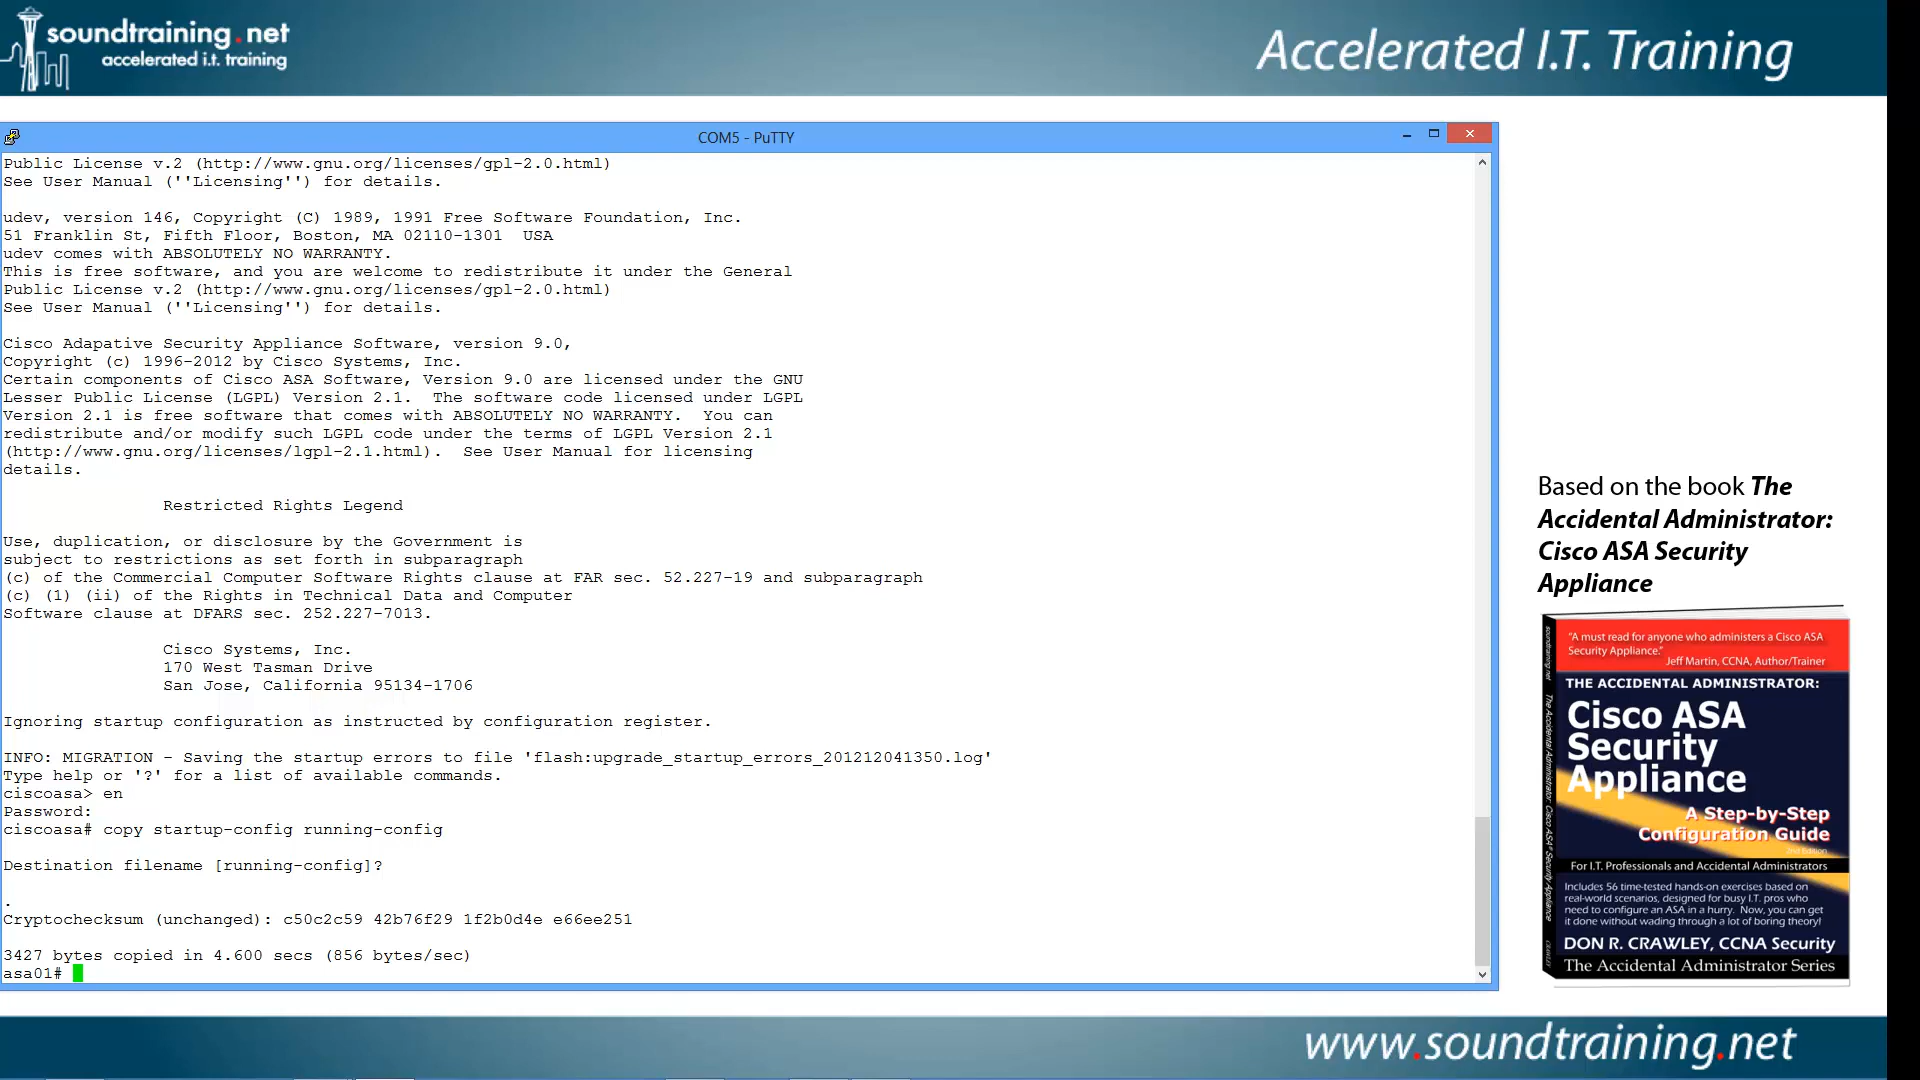 soundtraining.net
accelerated i.t. training
Accelerated I.T. Training
COM5 - PuTTY
Public License v.2 (http://www.gnu.org/licenses/gpl-2.0.html)
See User Manual (''Licensing'') for details.
udev, version 146, Copyright (C) 1989, 1991 Free Software Foundation, Inc.
51 Franklin St, Fifth Floor, Boston, MA 02110-1301  USA
udev comes with ABSOLUTELY NO WARRANTY.
This is free software, and you are welcome to redistribute it under the General
Public License v.2 (http://www.gnu.org/licenses/gpl-2.0.html)
See User Manual (''Licensing'') for details.
Cisco Adapative Security Appliance Software, version 9.0,
Copyright (c) 1996-2012 by Cisco Systems, Inc.
Certain components of Cisco ASA Software, Version 9.0 are licensed under the GNU
Lesser Public License (LGPL) Version 2.1.  The software code licensed under LGPL
Version 2.1 is free software that comes with ABSOLUTELY NO WARRANTY.  You can
redistribute and/or modify such LGPL code under the terms of LGPL Version 2.1
(http://www.gnu.org/licenses/lgpl-2.1.html).  See User Manual for licensing
details.
Restricted Rights Legend
Use, duplication, or disclosure by the Government is
subject to restrictions as set forth in subparagraph
(c) of the Commercial Computer Software Rights clause at FAR sec. 52.227-19 and subparagraph
(c) (1) (ii) of the Rights in Technical Data and Computer
Software clause at DFARS sec. 252.227-7013.
Cisco Systems, Inc.
170 West Tasman Drive
San Jose, California 95134-1706
Ignoring startup configuration as instructed by configuration register.
INFO: MIGRATION - Saving the startup errors to file 'flash:upgrade_startup_errors_201212041350.log'
Type help or '?' for a list of available commands.
ciscoasa> en
Password:
ciscoasa# copy startup-config running-config
Destination filename [running-config]?
.
Cryptochecksum (unchanged): c50c2c59 42b76f29 1f2b0d4e e66ee251
3427 bytes copied in 4.600 secs (856 bytes/sec)
asa01#
Based on the book The
Accidental Administrator:
Cisco ASA Security
Appliance
"A must read for anyone who administers a Cisco ASA
Security Appliance."
Jeff Martin, CCNA, Author/Trainer
THE ACCIDENTAL ADMINISTRATOR:
Cisco ASA
Security
Appliance
A Step-by-Step
Configuration Guide
2nd Edition
For I.T. Professionals and Accidental Administrators
Includes 56 time-tested hands-on exercises based on
real-world scenarios, designed for busy I.T. pros who
need to configure an ASA in a hurry. Now, you can get
it done without wading through a lot of boring theory!
DON R. CRAWLEY, CCNA Security
The Accidental Administrator Series
www.soundtraining.net